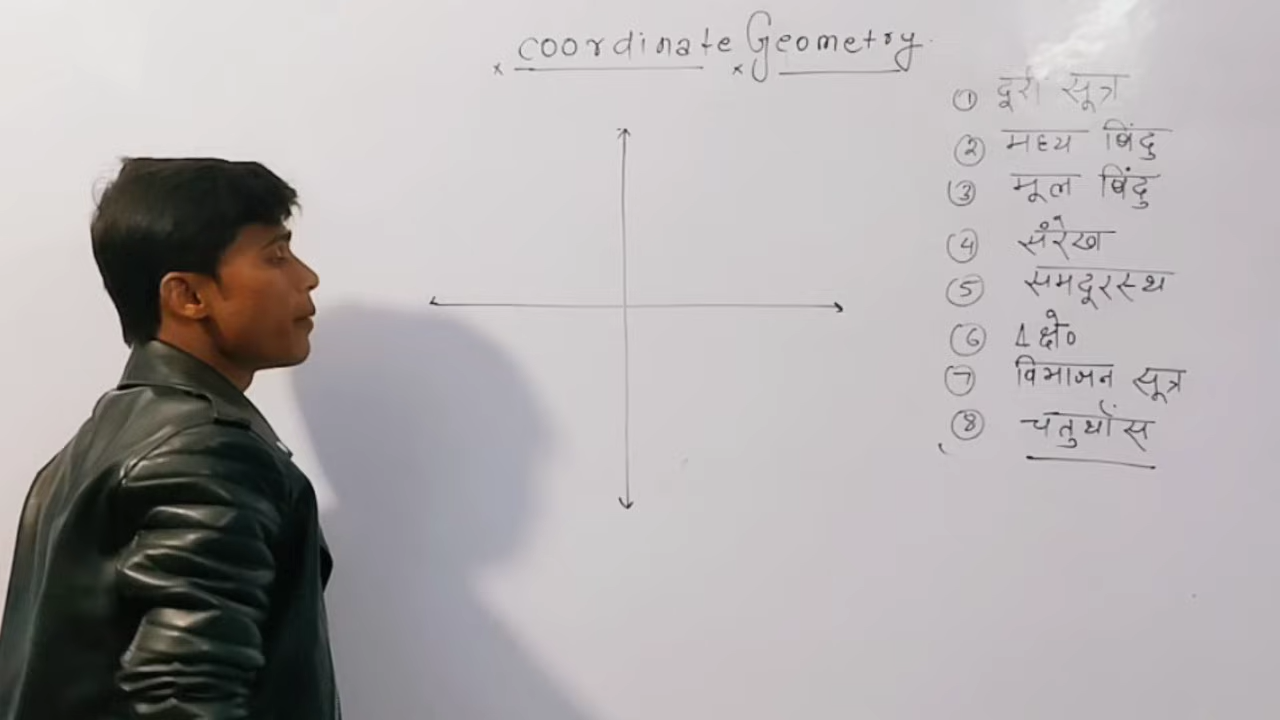 × coordinate × Geometry
① दूरी सूत्र
② मध्य बिंदु
③ मूल बिंदु
④ संरेख
⑤ समदूरस्थ
⑥ Δ क्षे०
⑦ विभाजन सूत्र
⑧ चतुर्थांस